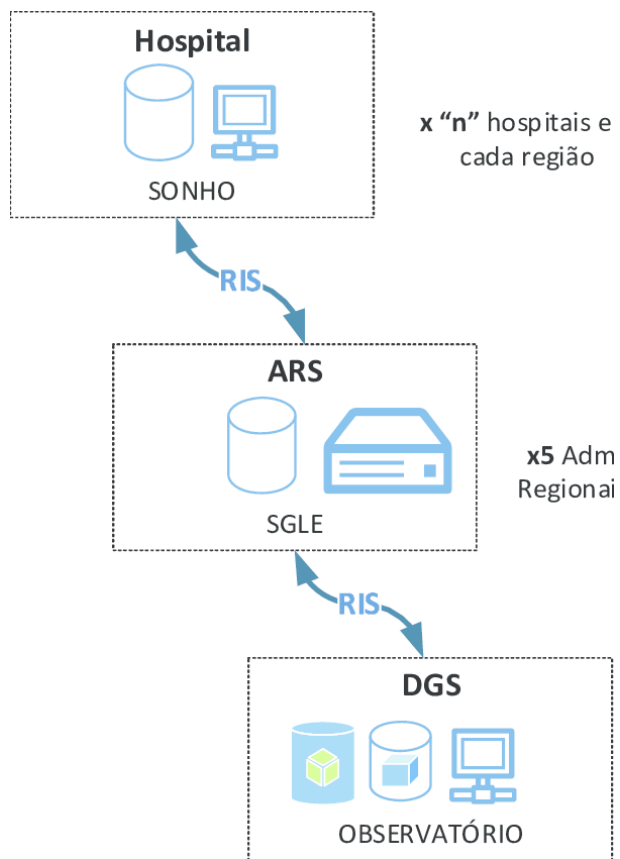 Hospital
SONHO
x “n” hospitais e
cada região
RIS
ARS
SGLE
x5 Adm
Regionai
RIS
DGS
OBSERVATÓRIO